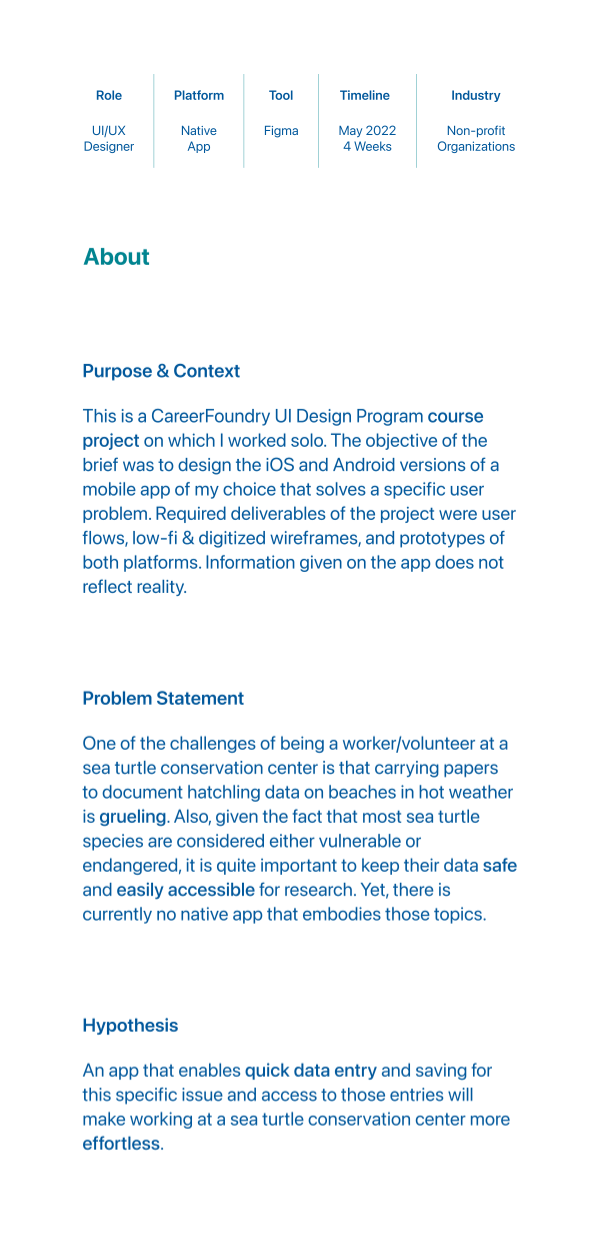 Role
Platform
Tool
Timeline
Industry
UI/UX
Designer
Native
App
Figma
May 2022
4 Weeks
Non-profit
Organizations
About
Purpose & Context
This is a CareerFoundry UI Design Program course
project on which I worked solo. The objective of the
brief was to design the iOS and Android versions of a
mobile app of my choice that solves a specific user
problem. Required deliverables of the project were user
flows, low-fi & digitized wireframes, and prototypes of
both platforms. Information given on the app does not
reflect reality.
Problem Statement
One of the challenges of being a worker/volunteer at a
sea turtle conservation center is that carrying papers
to document hatchling data on beaches in hot weather
is grueling. Also, given the fact that most sea turtle
species are considered either vulnerable or
endangered, it is quite important to keep their data safe
and easily accessible for research. Yet, there is
currently no native app that embodies those topics.
Hypothesis
An app that enables quick data entry and saving for
this specific issue and access to those entries will
make working at a sea turtle conservation center more
effortless.